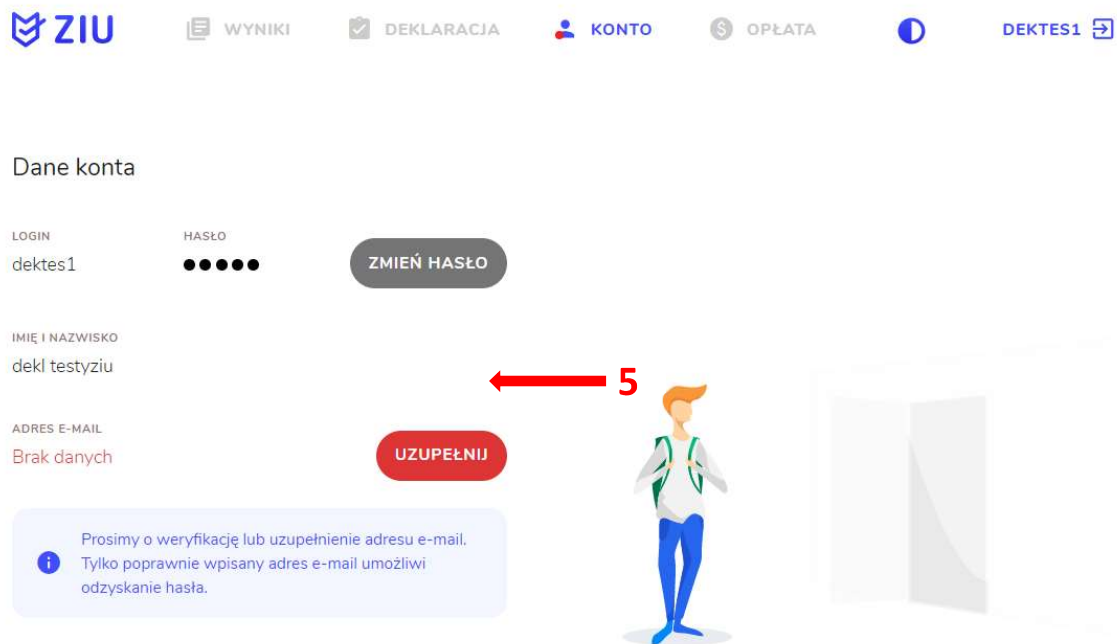 ZIU WYNIKI DEKLARACJA KONTO OPŁATA DEKTES1
Dane konta
LOGIN HASŁO
dektes1 ●●●●● ZMIEŃ HASŁO
IMIĘ I NAZWISKO
dekl testyziu
5
ADRES E-MAIL
Brak danych UZUPEŁNIJ
Prosimy o weryfikację lub uzupełnienie adresu e-mail.
Tylko poprawnie wpisany adres e-mail umożliwi
odzyskanie hasła.